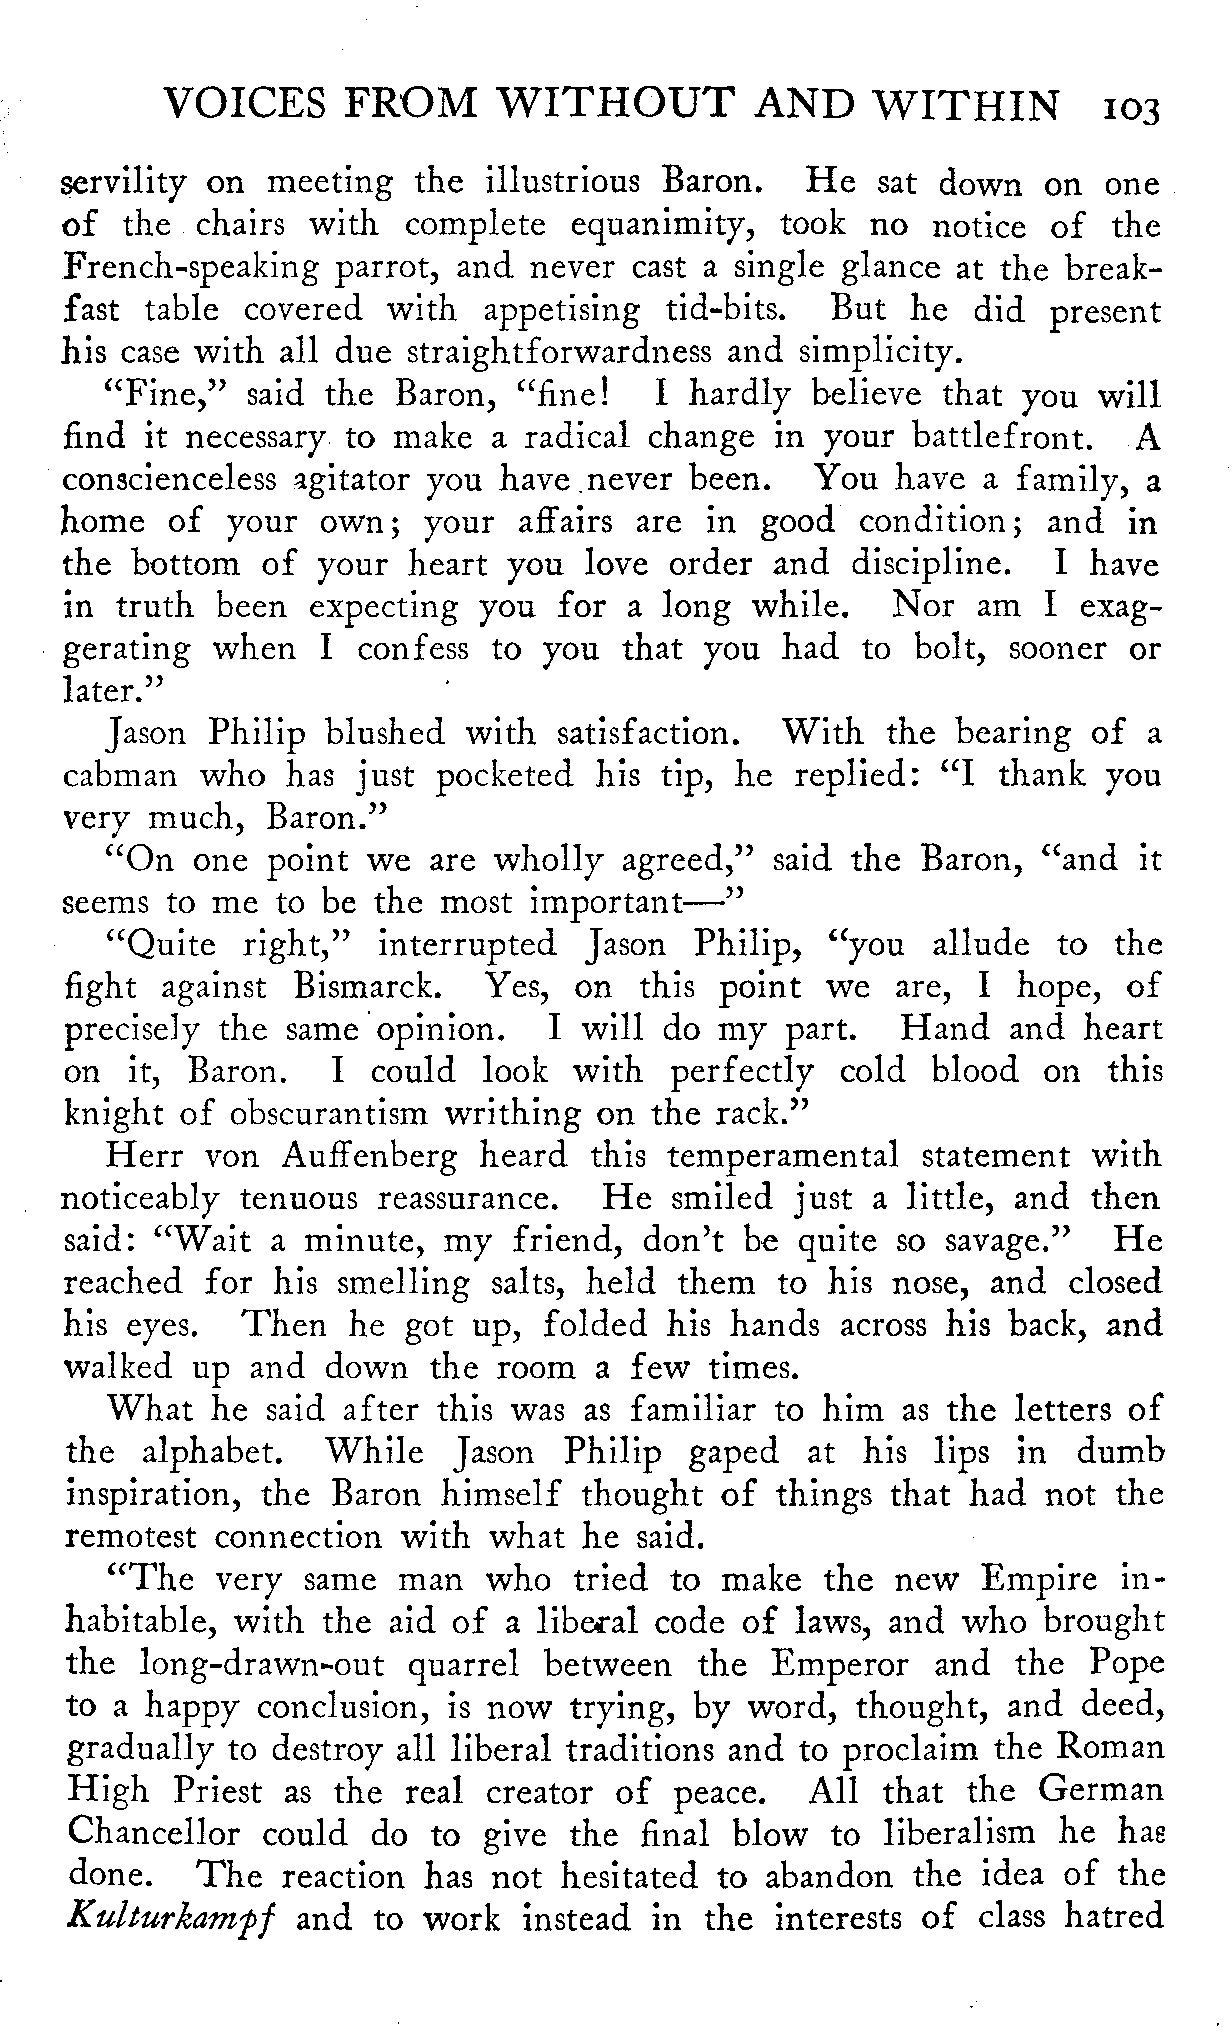 VOICES FROM WITHOUT AND WITHIN 103
servility on meeting the illustrious Baron. He sat down on one
of the chairs with complete equanimity, took no notice of the
French-speaking parrot, and never cast a single glance at the break-
fast table covered with appetising tid-bits. But he did present
his case with all due straightforwardness and simplicity.
“Fine,” said the Baron, “fine! I hardly believe that you will
find it necessary to make a radical change in your battlefront. A
conscienceless agitator you have never been. You have a family, a
home of your own; your affairs are in good condition; and in
the bottom of your heart you love order and discipline. I have
in truth been expecting you for a long while. Nor am I exag-
gerating when I confess to you that you had to bolt, sooner or
later.”
Jason Philip blushed with satisfaction. With the bearing of a
cabman who has just pocketed his tip, he replied: “I thank you
very much, Baron.”
“On one point we are wholly agreed,” said the Baron, “and it
seems to me to be the most important—”
“Quite right,” interrupted Jason Philip, “you allude to the
fight against Bismarck. Yes, on this point we are, I hope, of
precisely the same opinion. I will do my part. Hand and heart
on it, Baron. I could look with perfectly cold blood on this
knight of obscurantism writhing on the rack.”
Herr von Auffenberg heard this temperamental statement with
noticeably tenuous reassurance. He smiled just a little, and then
said: “Wait a minute, my friend, don’t be quite so savage.” He
reached for his smelling salts, held them to his nose, and closed
his eyes. Then he got up, folded his hands across his back, and
walked up and down the room a few times.
What he said after this was as familiar to him as the letters of
the alphabet. While Jason Philip gaped at his lips in dumb
inspiration, the Baron himself thought of things that had not the
remotest connection with what he said.
“The very same man who tried to make the new Empire in-
habitable, with the aid of a liberal code of laws, and who brought
the long-drawn-out quarrel between the Emperor and the Pope
to a happy conclusion, is now trying, by word, thought, and deed,
gradually to destroy all liberal traditions and to proclaim the Roman
High Priest as the real creator of peace. All that the German
Chancellor could do to give the final blow to liberalism he has
done. The reaction has not hesitated to abandon the idea of the
Kulturkampf and to work instead in the interests of class hatred